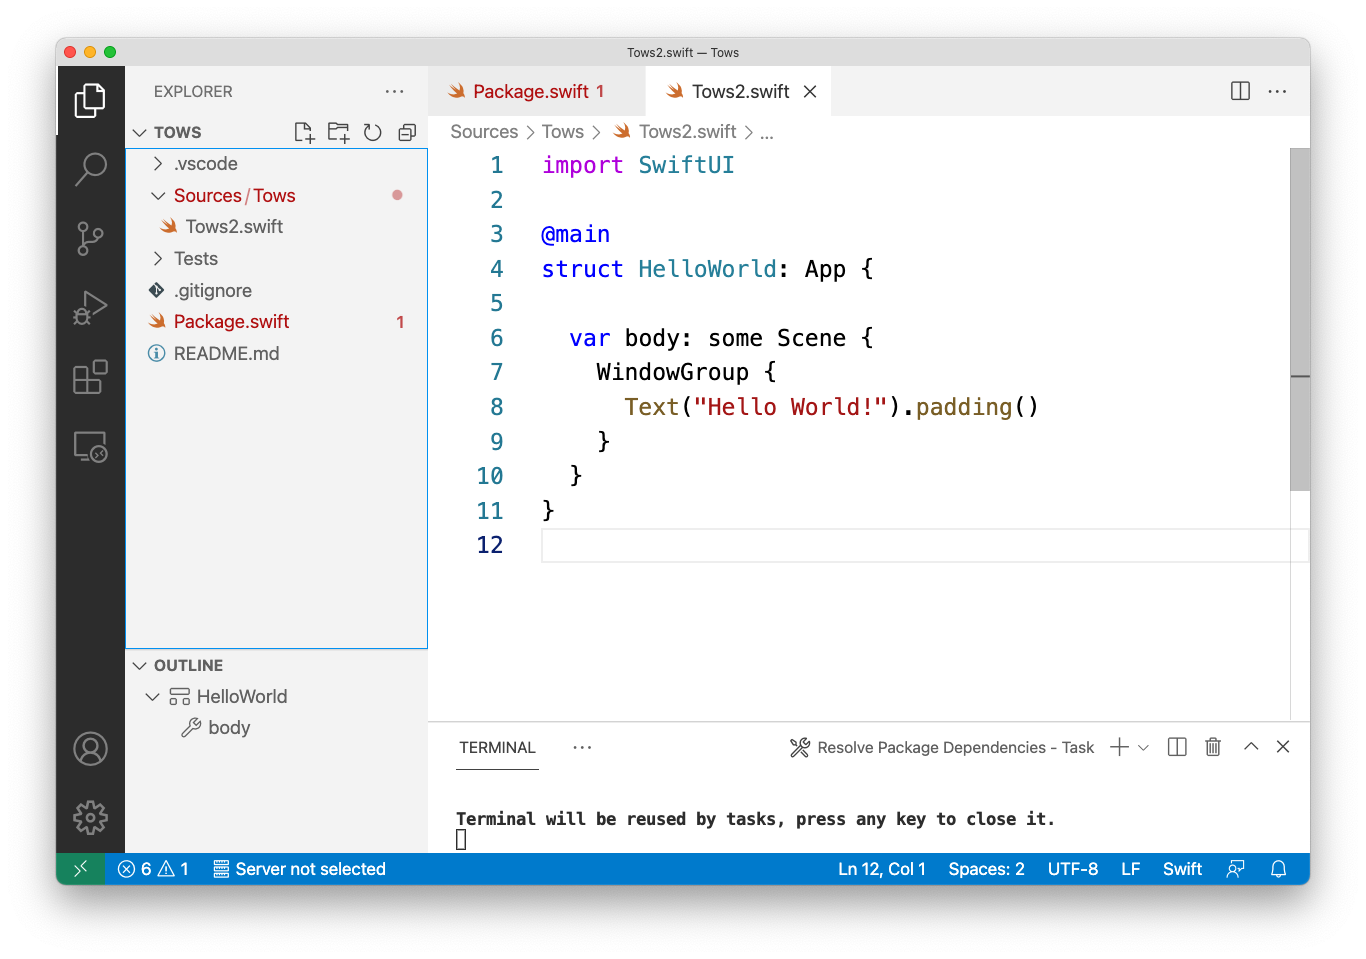 Tows2.swift — Tows
EXPLORER
TOWS
.vscode
Sources/Tows
Tows2.swift
Tests
.gitignore
Package.swift 1
README.md
OUTLINE
HelloWorld
body
Package.swift 1
Tows2.swift
Sources > Tows > Tows2.swift > ...
1 import SwiftUI
2
3 @main
4 struct HelloWorld: App {
5
6 var body: some Scene {
7 WindowGroup {
8 Text("Hello World!").padding()
9 }
10 }
11 }
12
TERMINAL
Resolve Package Dependencies - Task
Terminal will be reused by tasks, press any key to close it.
6 1 Server not selected
Ln 12, Col 1 Spaces: 2 UTF-8 LF Swift